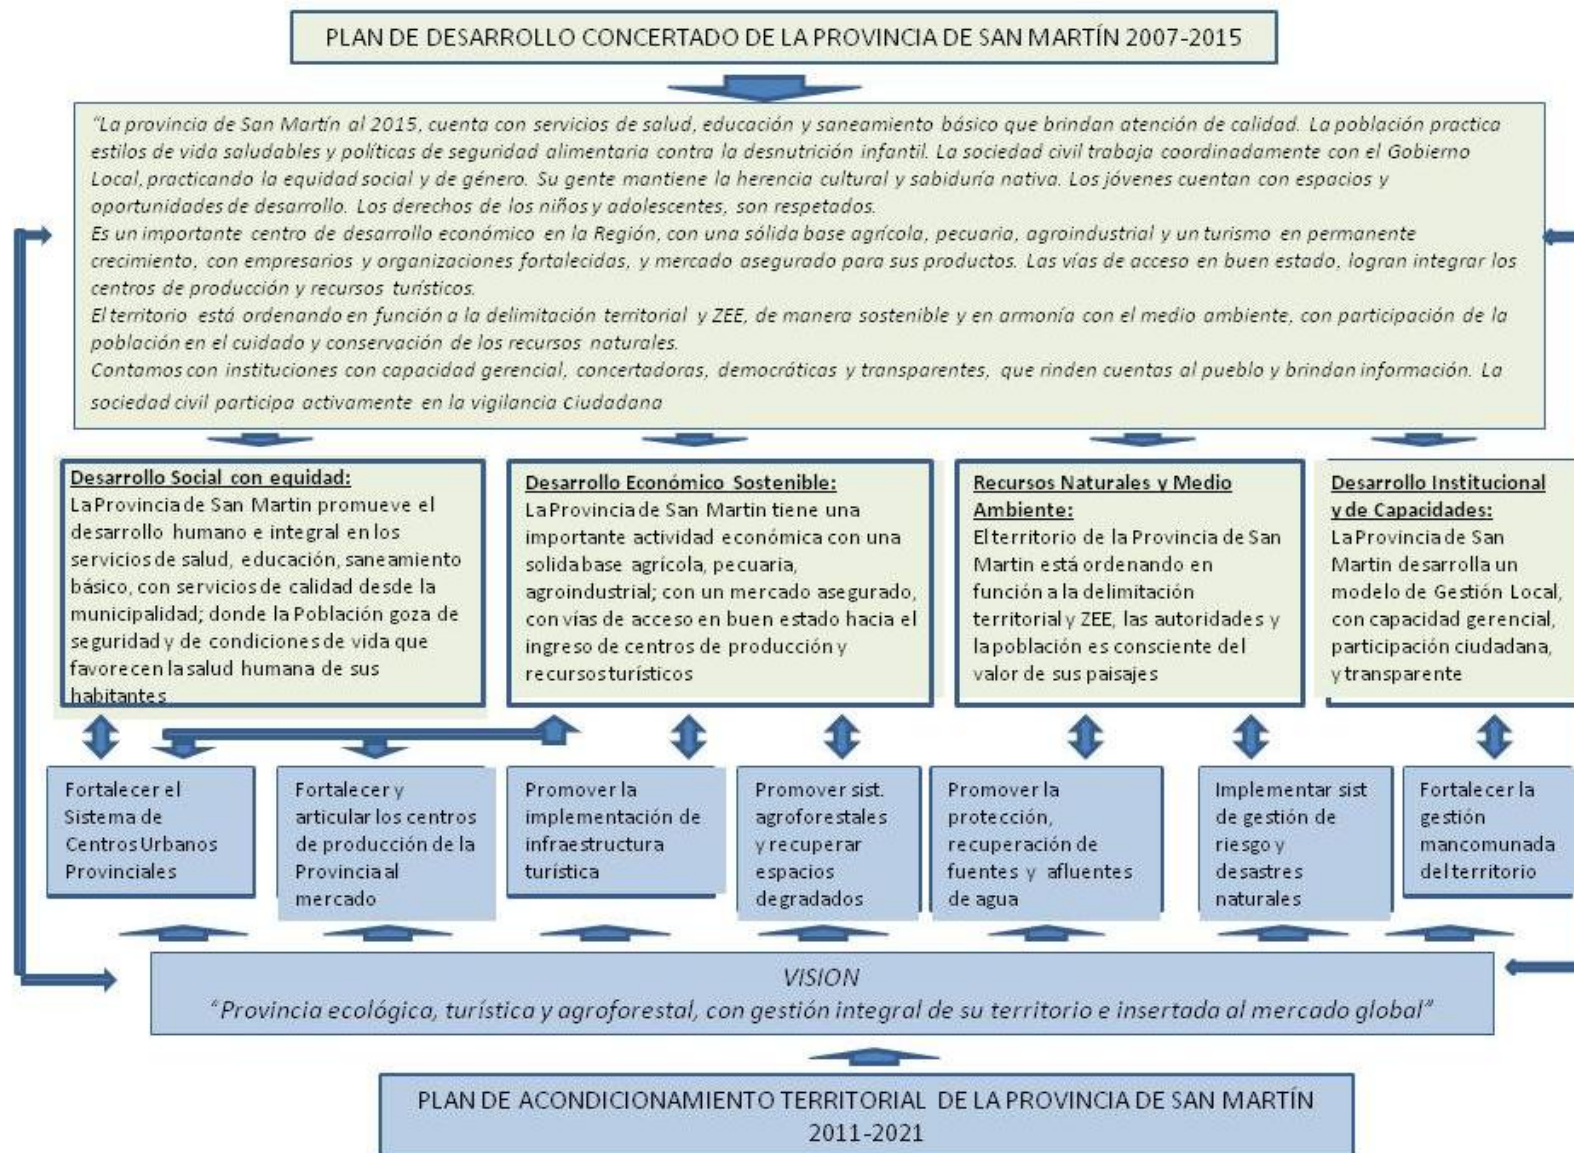 PLAN DE DESARROLLO CONCERTADO DE LA PROVINCIA DE SAN MARTÍN 2007-2015
"La provincia de San Martín al 2015, cuenta con servicios de salud, educación y saneamiento básico que brindan atención de calidad. La población practica
estilos de vida saludables y políticas de seguridad alimentaria contra la desnutrición infantil. La sociedad civil trabaja coordinadamente con el Gobierno
Local, practicando la equidad social y de género. Su gente mantiene la herencia cultural y sabiduría nativa. Los jóvenes cuentan con espacios y
oportunidades de desarrollo. Los derechos de los niños y adolescentes, son respetados.
Es un importante centro de desarrollo económico en la Región, con una sólida base agrícola, pecuaria, agroindustrial y un turismo en permanente
crecimiento, con empresarios y organizaciones fortalecidas, y mercado asegurado para sus productos. Las vías de acceso en buen estado, logran integrar los
centros de producción y recursos turísticos.
El territorio está ordenando en función a la delimitación territorial y ZEE, de manera sostenible y en armonía con el medio ambiente, con participación de la
población en el cuidado y conservación de los recursos naturales.
Contamos con instituciones con capacidad gerencial, concertadoras, democráticas y transparentes, que rinden cuentas al pueblo y brindan información. La
sociedad civil participa activamente en la vigilancia Ciudadana
Desarrollo Social con equidad:
La Provincia de San Martin promueve el
desarrollo humano e integral en los
servicios de salud, educación, saneamiento
básico, con servicios de calidad desde la
municipalidad; donde la Población goza de
seguridad y de condiciones de vida que
favorecen la salud humana de sus
habitantes
Desarrollo Económico Sostenible:
La Provincia de San Martin tiene una
importante actividad económica con una
solida base agrícola, pecuaria,
agroindustrial; con un mercado asegurado,
con vías de acceso en buen estado hacia el
ingreso de centros de producción y
recursos turísticos
Recursos Naturales y Medio
Ambiente:
El territorio de la Provincia de San
Martin está ordenando en
función a la delimitación
territorial y ZEE, las autoridades y
la población es consciente del
valor de sus paisajes
Desarrollo Institucional
y de Capacidades:
La Provincia de San
Martin desarrolla un
modelo de Gestión Local,
con capacidad gerencial,
participación ciudadana,
y transparente
Fortalecer el
Sistema de
Centros Urbanos
Provinciales
Fortalecer y
articular los centros
de producción de la
Provincia al
mercado
Promover la
implementación de
infraestructura
turística
Promover sist.
agroforestales
y recuperar
espacios
degradados
Promover la
protección,
recuperación de
fuentes y afluentes
de agua
Implementar sist
de gestión de
riesgo y
desastres
naturales
Fortalecer la
gestión
mancomunada
del territorio
VISION
"Provincia ecológica, turística y agroforestal, con gestión integral de su territorio e insertada al mercado global"
PLAN DE ACONDICIONAMIENTO TERRITORIAL DE LA PROVINCIA DE SAN MARTÍN
2011-2021